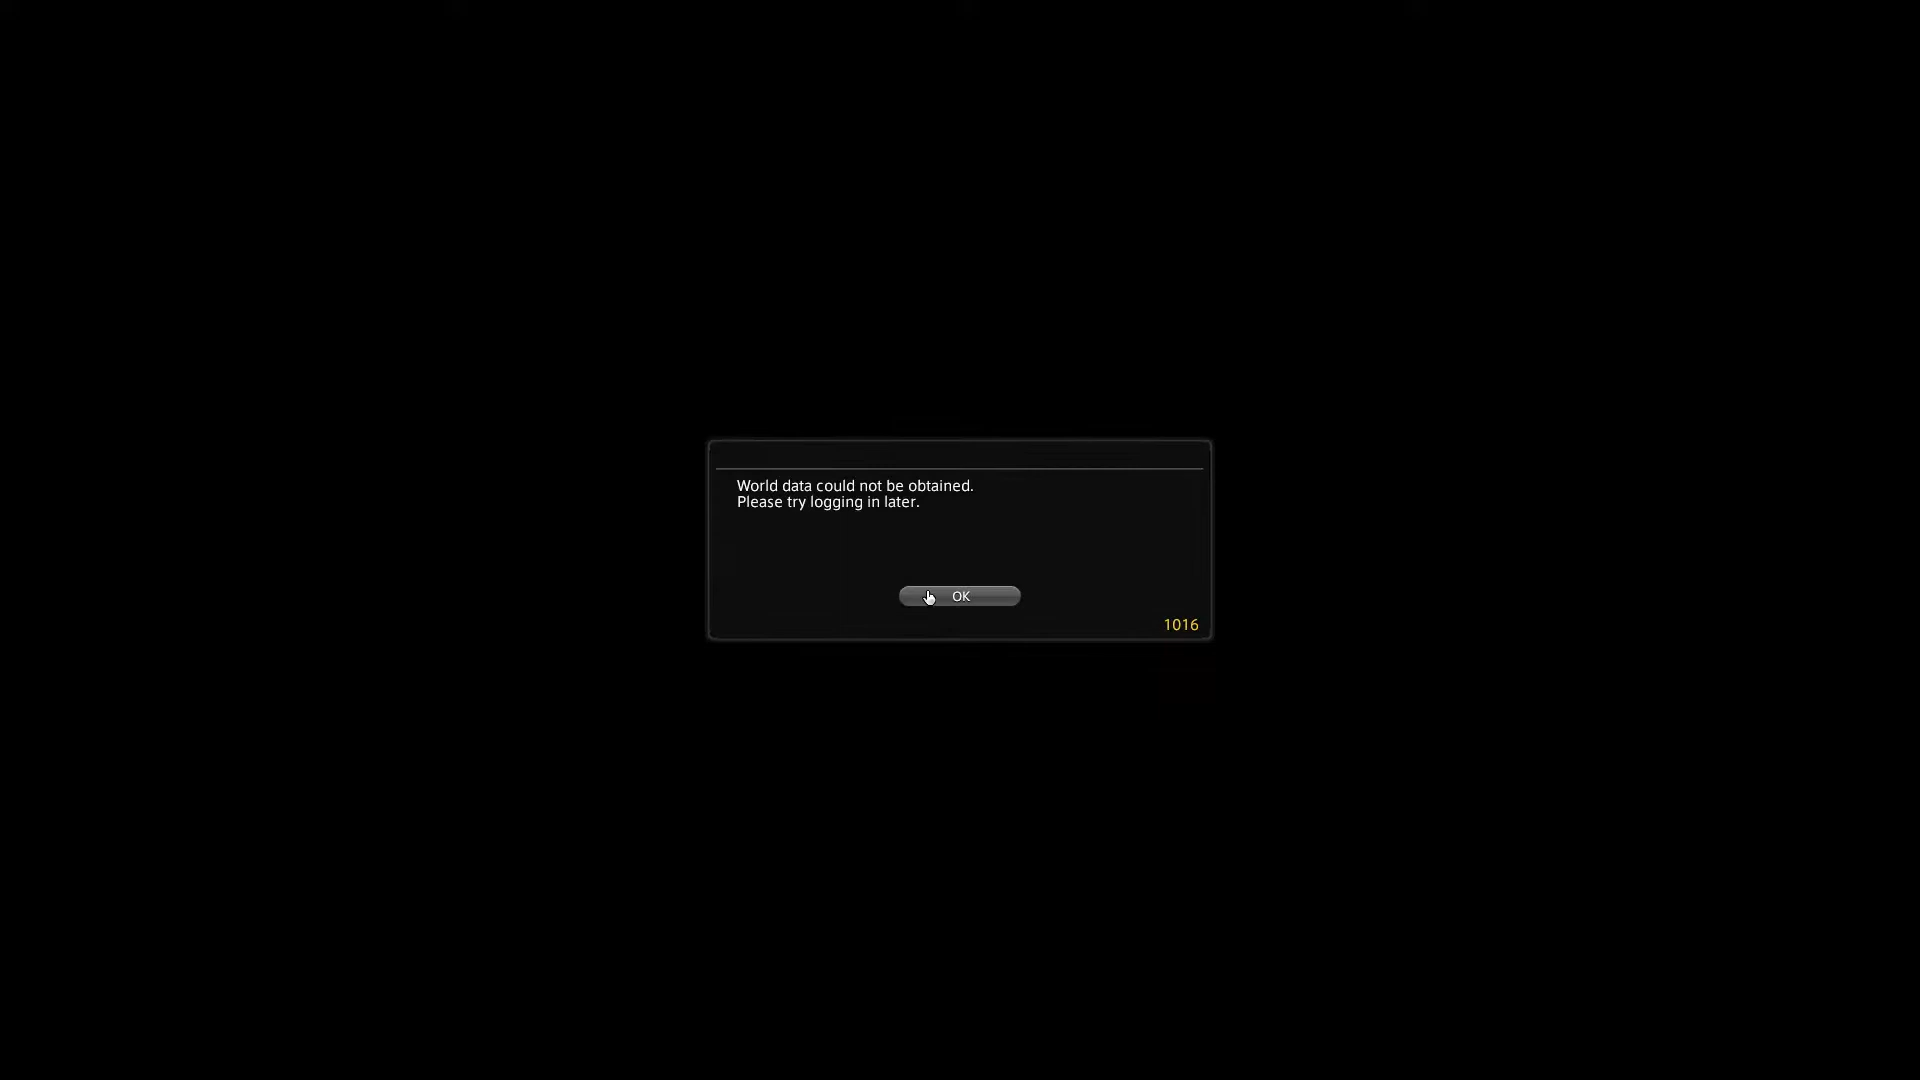 World data could not be obtained.
Please try logging in later.
OK
1016